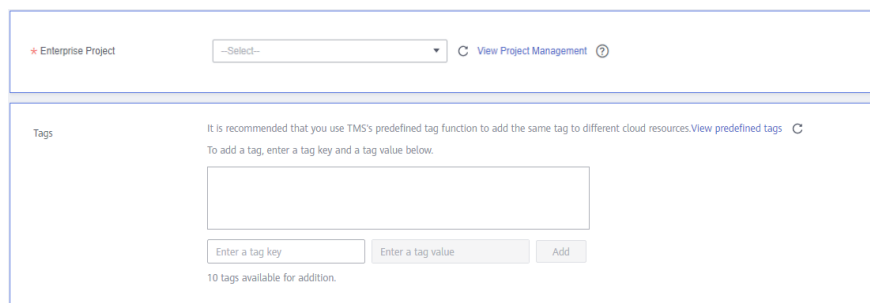 * Enterprise Project --Select-- View Project Management ?
Tags
It is recommended that you use TMS's predefined tag function to add the same tag to different cloud resources.View predefined tags
To add a tag, enter a tag key and a tag value below.
Enter a tag key Enter a tag value Add
10 tags available for addition.